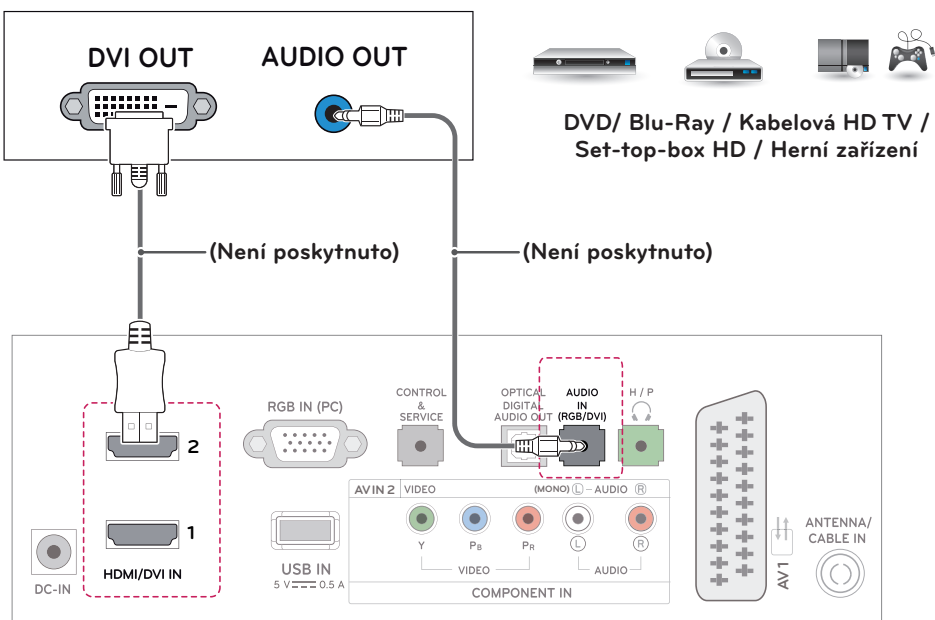 DVI OUT
AUDIO OUT
DVD/ Blu-Ray / Kabelová HD TV /
Set-top-box HD / Herní zařízení
(Není poskytnuto)
(Není poskytnuto)
2
1
HDMI/DVI IN
DC-IN
RGB IN (PC)
CONTROL
&
SERVICE
OPTICAL
DIGITAL
AUDIO OUT
AUDIO
IN
(RGB/DVI)
H / P
USB IN
5 V 0.5 A
AV IN 2
VIDEO
(MONO) L – AUDIO R
Y
PB
PR
L
R
VIDEO
AUDIO
COMPONENT IN
AV1
ANTENNA/
CABLE IN